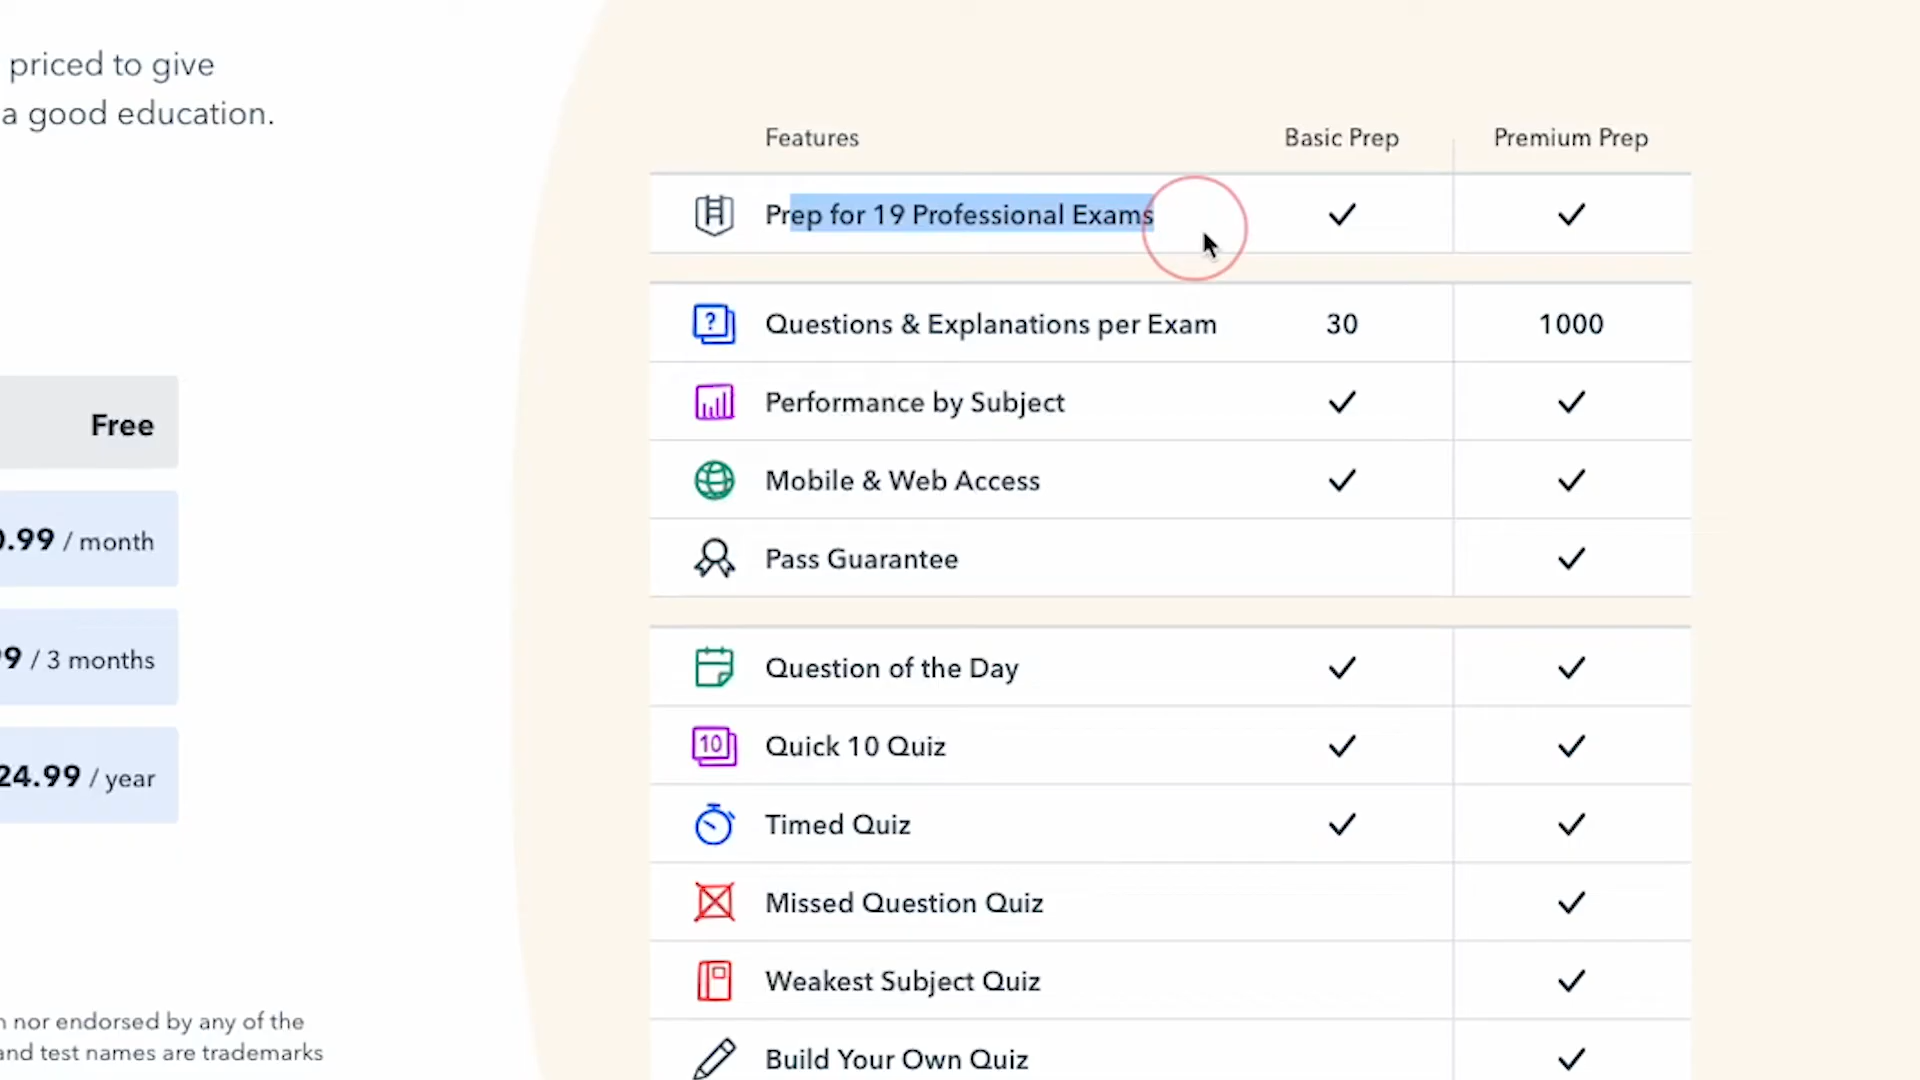 priced to give
a good education.
Free
.99 / month
9 / 3 months
24.99 / year
nor endorsed by any of the
and test names are trademarks
Features Basic Prep Premium Prep
Prep for 19 Professional Exams
? Questions & Explanations per Exam 30 1000
Performance by Subject
Mobile & Web Access
Pass Guarantee
Question of the Day
10 Quick 10 Quiz
Timed Quiz
Missed Question Quiz
Weakest Subject Quiz
Build Your Own Quiz